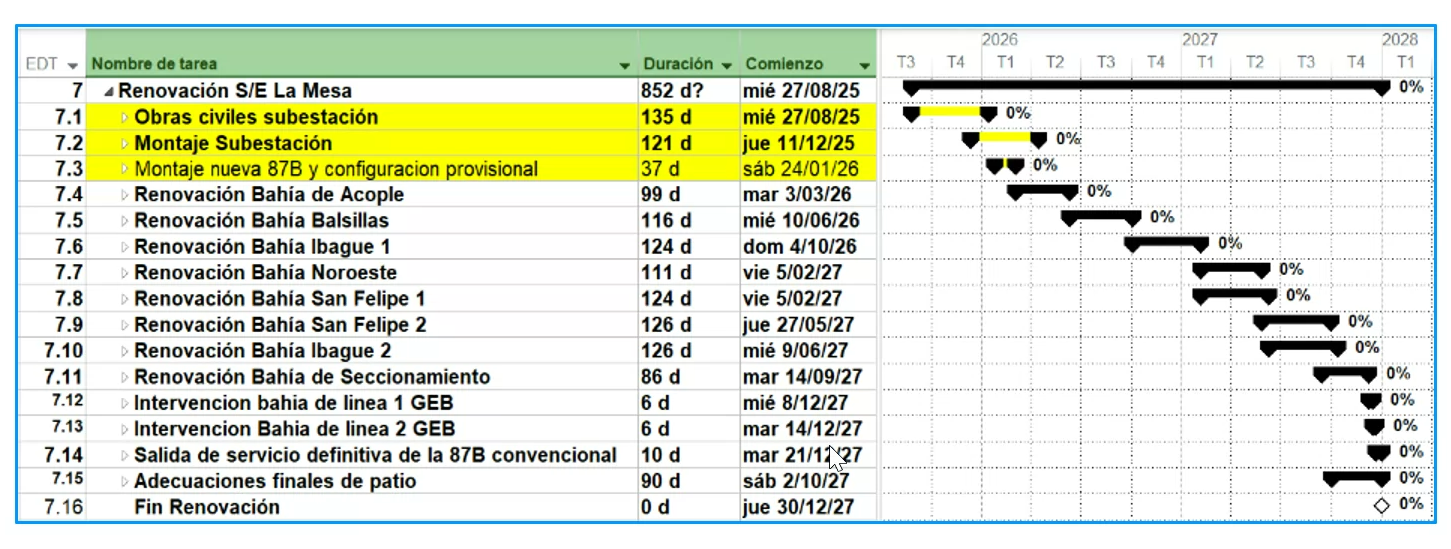 2026 2027 2028
EDT Nombre de tarea Duración Comienzo T3 T4 T1 T2 T3 T4 T1 T2 T3 T4 T1
7 Renovación S/E La Mesa 852 d? mié 27/08/25 0%
7.1 Obras civiles subestación 135 d mié 27/08/25 0%
7.2 Montaje Subestación 121 d jue 11/12/25 0%
7.3 Montaje nueva 87B y configuracion provisional 37 d sáb 24/01/26 0%
7.4 Renovación Bahía de Acople 99 d mar 3/03/26 0%
7.5 Renovación Bahía Balsillas 116 d mié 10/06/26 0%
7.6 Renovación Bahía Ibague 1 124 d dom 4/10/26 0%
7.7 Renovación Bahía Noroeste 111 d vie 5/02/27 0%
7.8 Renovación Bahía San Felipe 1 124 d vie 5/02/27 0%
7.9 Renovación Bahía San Felipe 2 126 d jue 27/05/27 0%
7.10 Renovación Bahía Ibague 2 126 d mié 9/06/27 0%
7.11 Renovación Bahía de Seccionamiento 86 d mar 14/09/27 0%
7.12 Intervencion bahia de linea 1 GEB 6 d mié 8/12/27 0%
7.13 Intervencion Bahia de linea 2 GEB 6 d mar 14/12/27 0%
7.14 Salida de servicio definitiva de la 87B convencional 10 d mar 21/12/27 0%
7.15 Adecuaciones finales de patio 90 d sáb 2/10/27 0%
7.16 Fin Renovación 0 d jue 30/12/27 0%